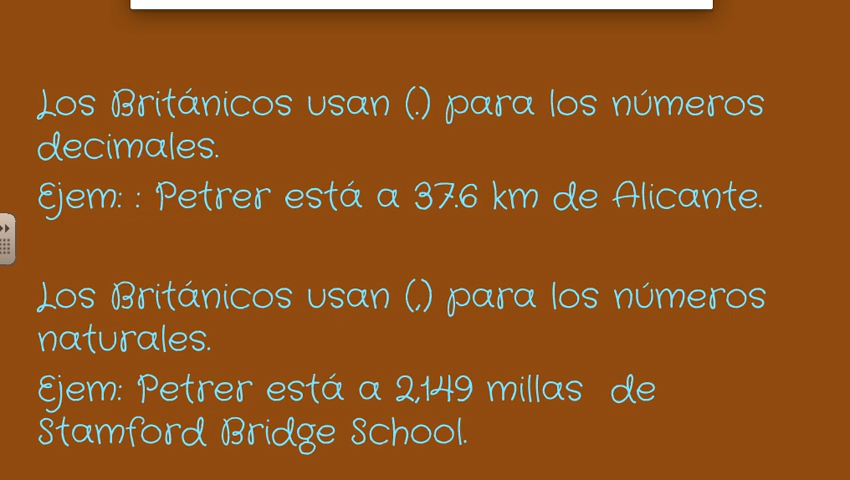 Los Británicos usan (.) para los números
decimales.
Ejem: : Petrer está a 37.6 km de Alicante.
Los Británicos usan (,) para los números
naturales.
Ejem: Petrer está a 2,149 millas de
Stamford Bridge School.